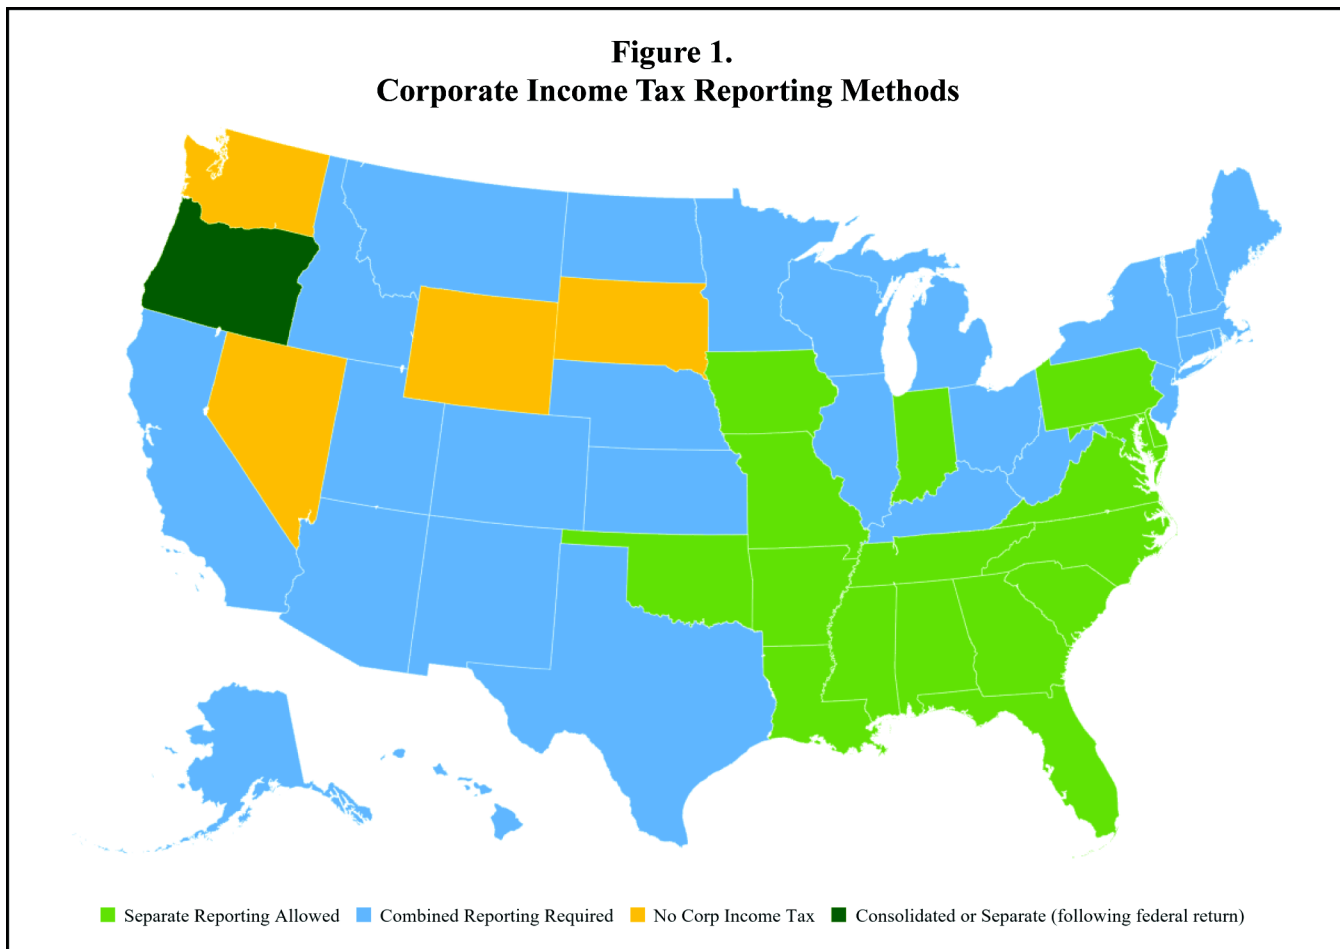 Figure 1.
Corporate Income Tax Reporting Methods
Separate Reporting Allowed Combined Reporting Required No Corp Income Tax Consolidated or Separate (following federal return)